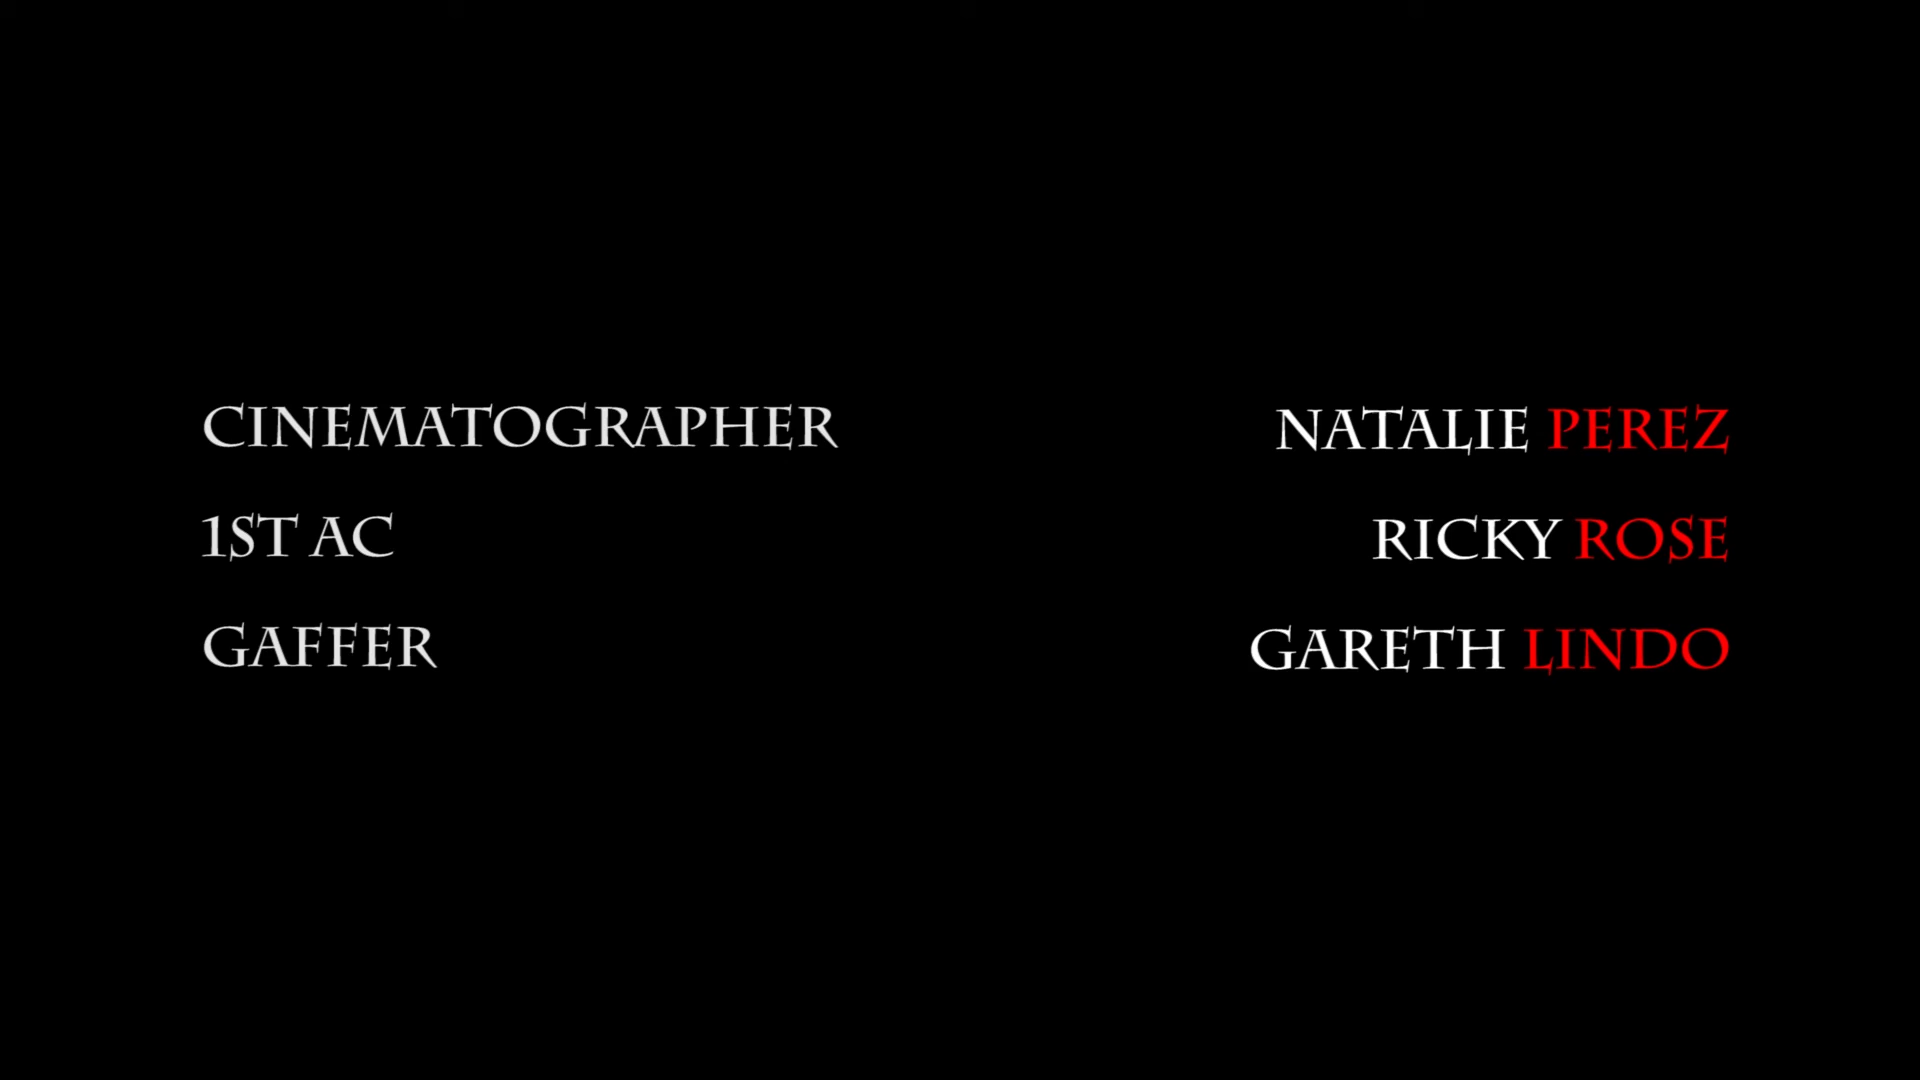 CINEMATOGRAPHER NATALIE PEREZ
1ST AC RICKY ROSE
GAFFER GARETH LINDO